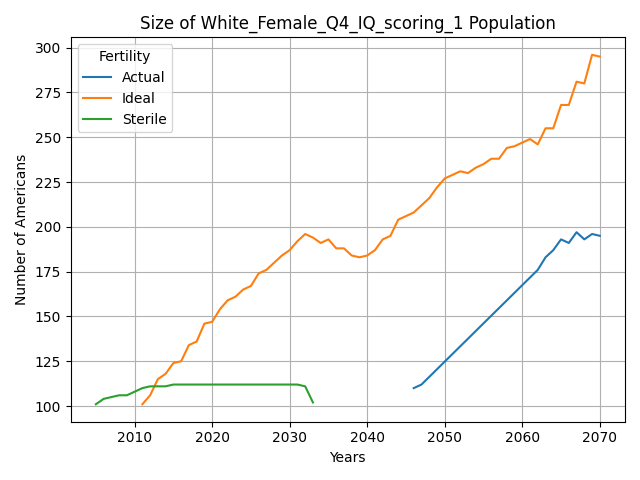 Size of White_Female_Q4_IQ_scoring_1 Population
Fertility
Actual
Ideal
Sterile
Number of Americans
300
275
250
225
200
175
150
125
100
2010 2020 2030 2040 2050 2060 2070
Years